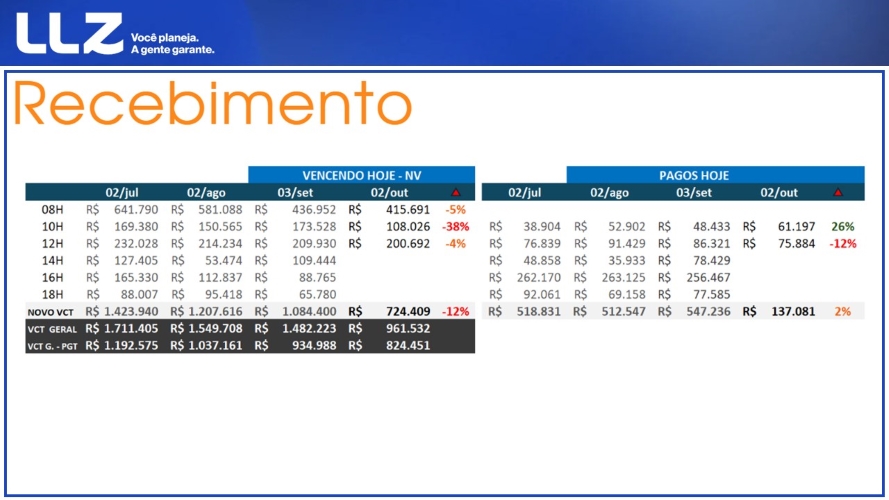 LLZ Você planeja.
A gente garante.
Recebimento
VENCENDO HOJE - NV PAGOS HOJE
02/jul 02/ago 03/set 02/out 02/jul 02/ago 03/set 02/out
08H R$ 641.790 R$ 581.088 R$ 436.952 R$ 415.691 -5%
10H R$ 169.380 R$ 150.565 R$ 173.528 R$ 108.026 -38% R$ 38.904 R$ 52.902 R$ 48.433 R$ 61.197 26%
12H R$ 232.028 R$ 214.234 R$ 209.930 R$ 200.692 -4% R$ 76.839 R$ 91.429 R$ 86.321 R$ 75.884 -12%
14H R$ 127.405 R$ 53.474 R$ 109.444 R$ 48.858 R$ 35.933 R$ 78.429
16H R$ 165.330 R$ 112.837 R$ 88.765 R$ 262.170 R$ 263.125 R$ 256.467
18H R$ 88.007 R$ 95.418 R$ 65.780 R$ 92.061 R$ 69.158 R$ 77.585
NOVO VCT R$ 1.423.940 R$ 1.207.616 R$ 1.084.400 R$ 724.409 -12% R$ 518.831 R$ 512.547 R$ 547.236 R$ 137.081 2%
VCT GERAL R$ 1.711.405 R$ 1.549.708 R$ 1.482.223 R$ 961.532
VCT G. - PGT R$ 1.192.575 R$ 1.037.161 R$ 934.988 R$ 824.451